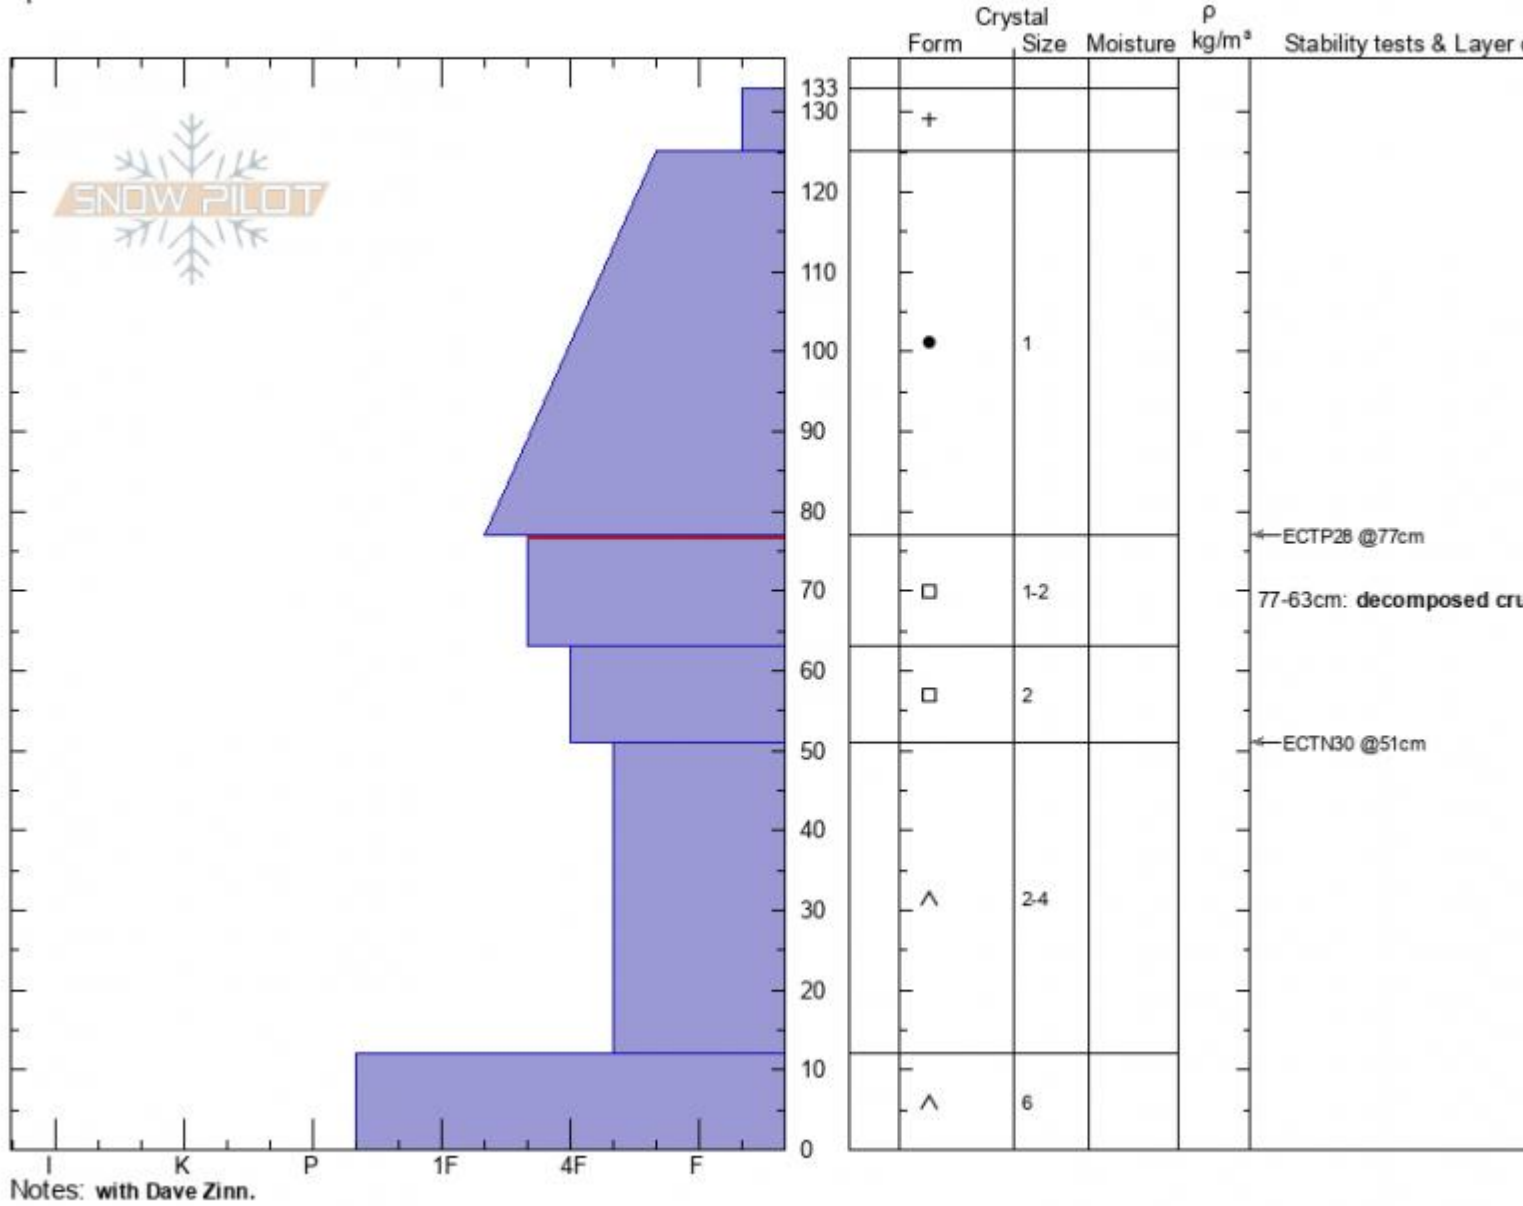 Crystal
ρ
Form Size Moisture kg/m³ Stability tests & Layer
SNOW PILOT
133
130
+
120
110
100
●
1
90
80
ECTP28 @77cm
70
□
1-2
77-63cm: decomposed cru
60
□
2
50
ECTN30 @51cm
40
30
∧
2-4
20
10
∧
6
0
I K P 1F 4F F
Notes: with Dave Zinn.